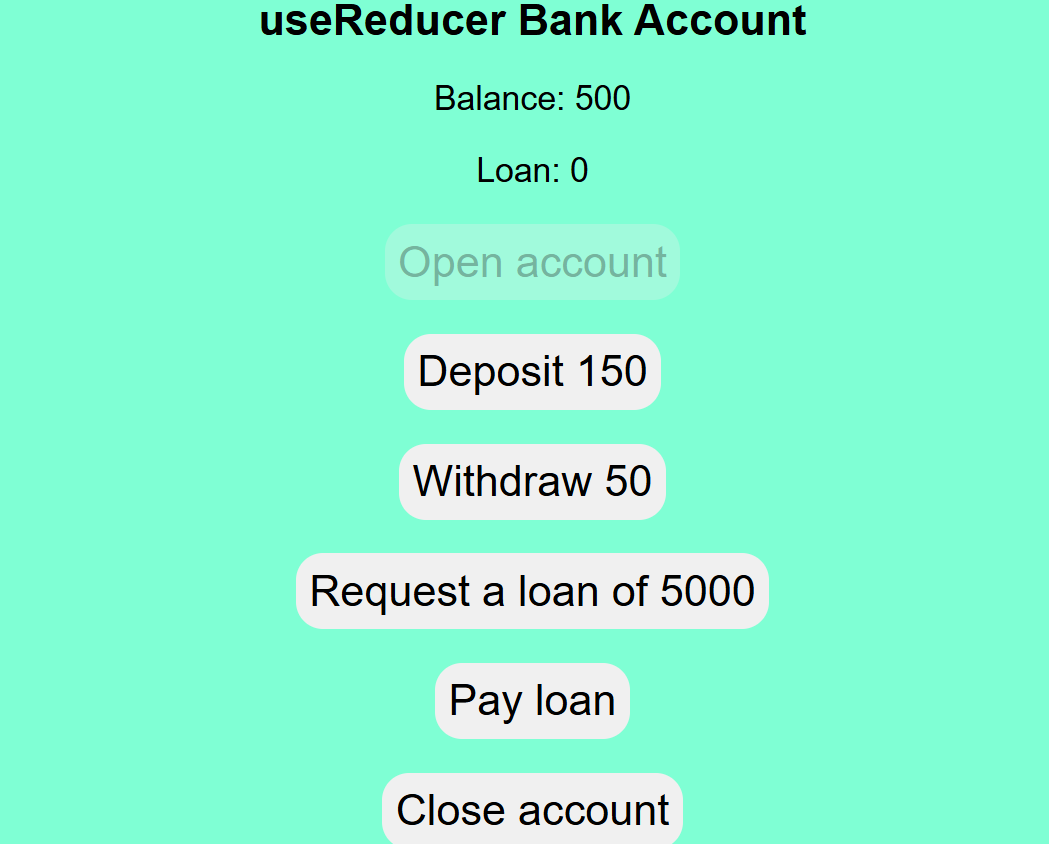 useReducer Bank Account
Balance: 500
Loan: 0
Open account
Deposit 150
Withdraw 50
Request a loan of 5000
Pay loan
Close account